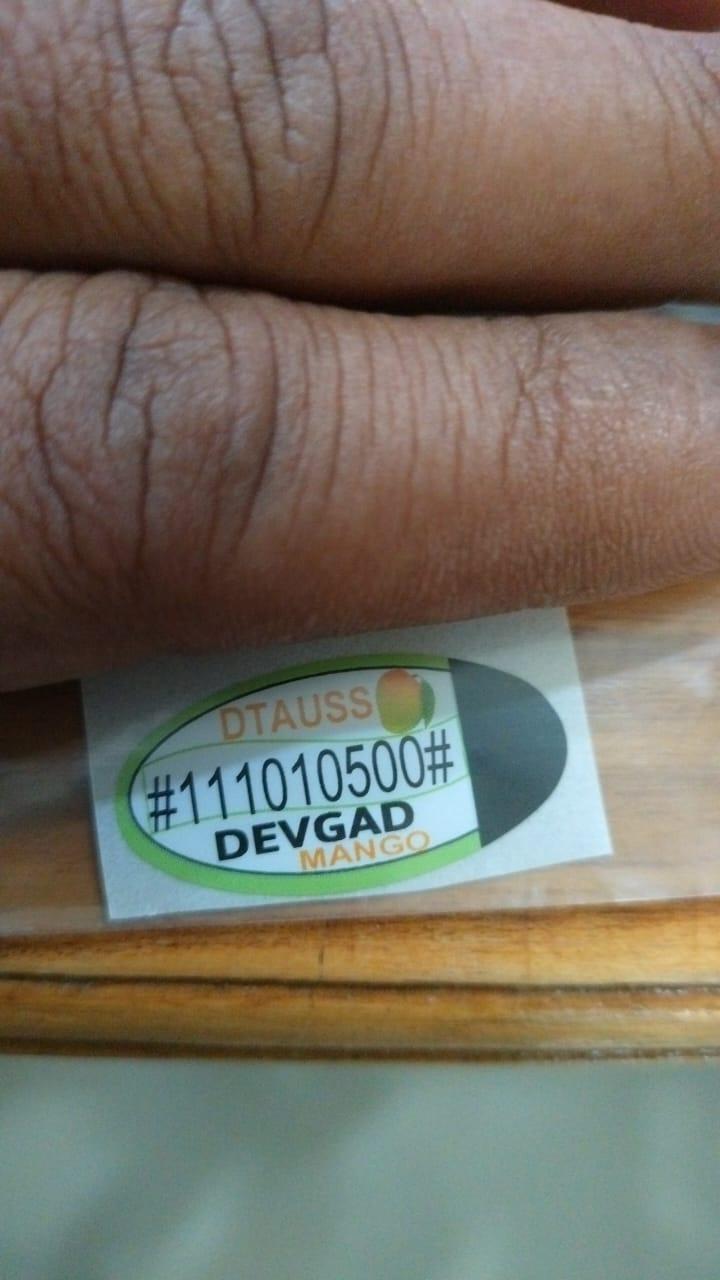 DTAUSS
#111010500#
DEVGAD
MANGO